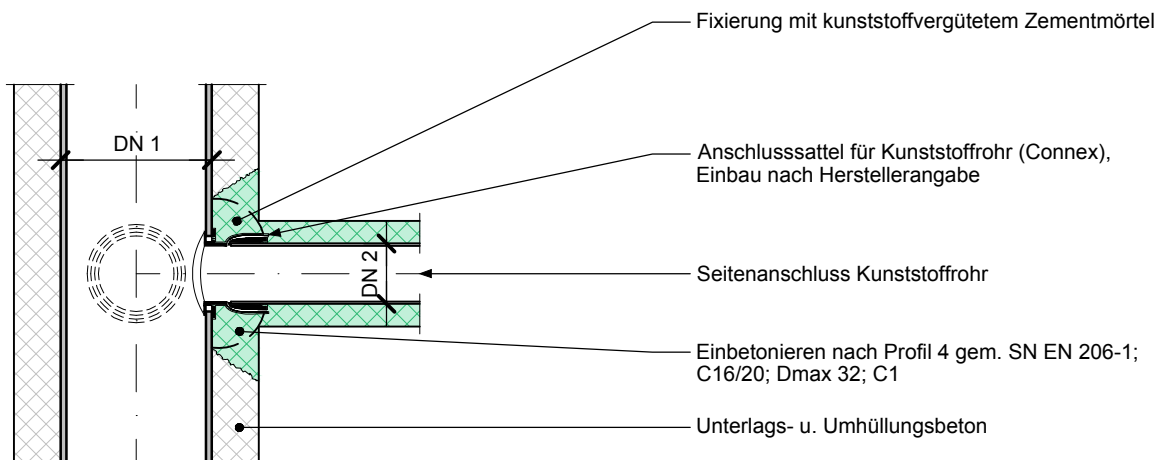 Fixierung mit kunststoffvergütetem Zementmörtel
DN 1
Anschlusssattel für Kunststoffrohr (Connex),
Einbau nach Herstellerangabe
DN 2
Seitenanschluss Kunststoffrohr
Einbetonieren nach Profil 4 gem. SN EN 206-1;
C16/20; Dmax 32; C1
Unterlags- u. Umhüllungsbeton